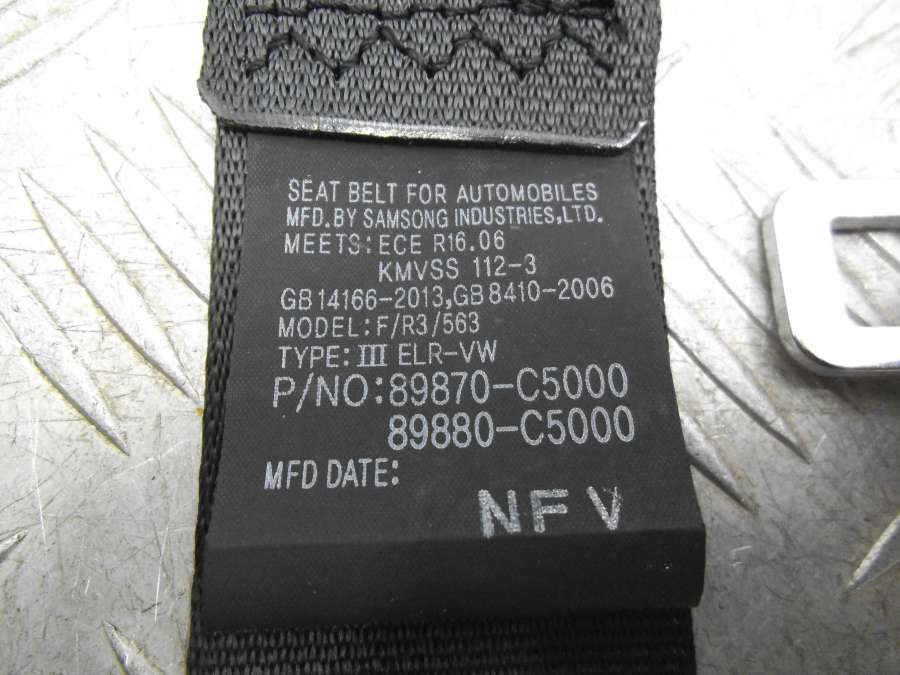 SEAT BELT FOR AUTOMOBILES
MFD.BY SAMSONG INDUSTRIES,LTD.
MEETS:ECE R16.06
KMVSS 112-3
GB14166-2013,GB8410-2006
MODEL:F/R3/563
TYPE:Ⅲ ELR-VW
P/NO:89870-C5000
89880-C5000
MFD DATE:
NFV